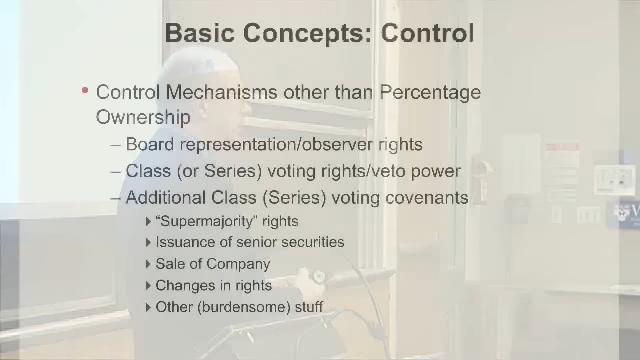 Basic Concepts: Control
• Control Mechanisms other than Percentage
Ownership
– Board representation/observer rights
– Class (or Series) voting rights/veto power
– Additional Class (Series) voting covenants
“Supermajority” rights
Issuance of senior securities
Sale of Company
Changes in rights
Other (burdensome) stuff